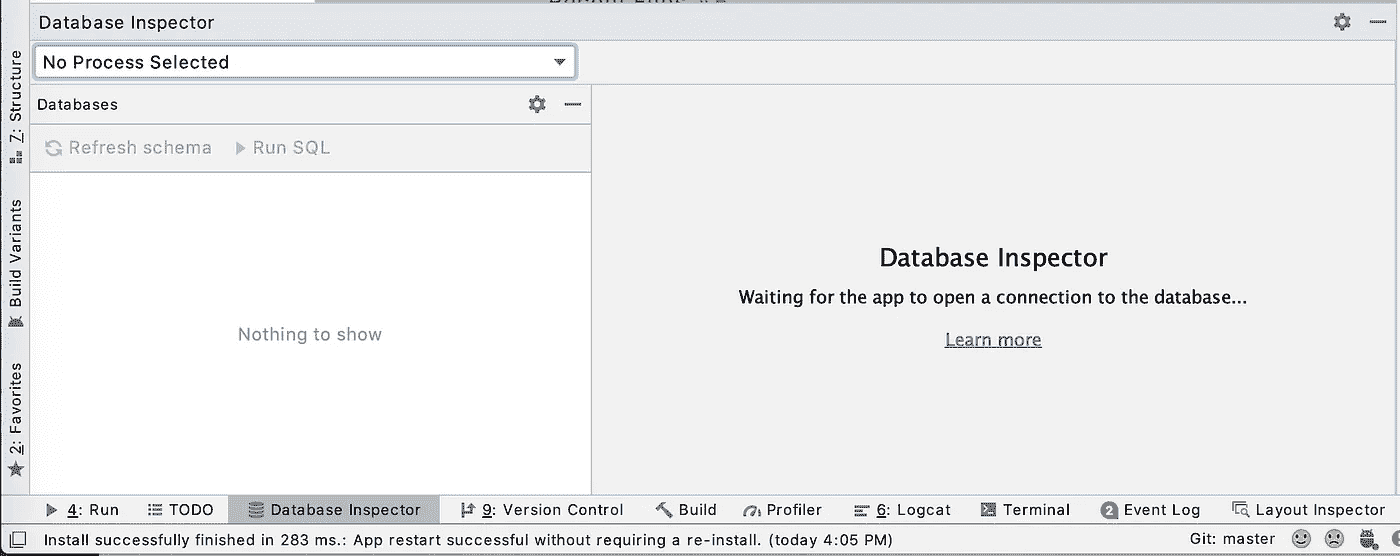 Database Inspector
No Process Selected
Databases
Refresh schema Run SQL
Nothing to show
Database Inspector
Waiting for the app to open a connection to the database...
Learn more
7: Structure
Build Variants
2: Favorites
4: Run TODO Database Inspector 9: Version Control Build Profiler 6: Logcat Terminal 2 Event Log Layout Inspector
Install successfully finished in 283 ms.: App restart successful without requiring a re-install. (today 4:05 PM) Git: master